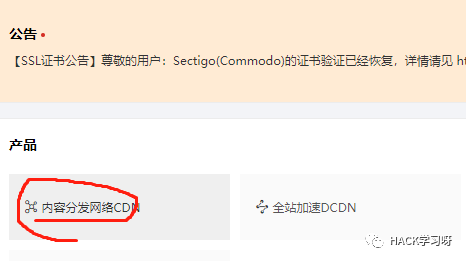 公告
【SSL证书公告】尊敬的用户：Sectigo(Commodo)的证书验证已经恢复，详情请见 ht
产品
内容分发网络CDN
全站加速DCDN
HACK学习呀